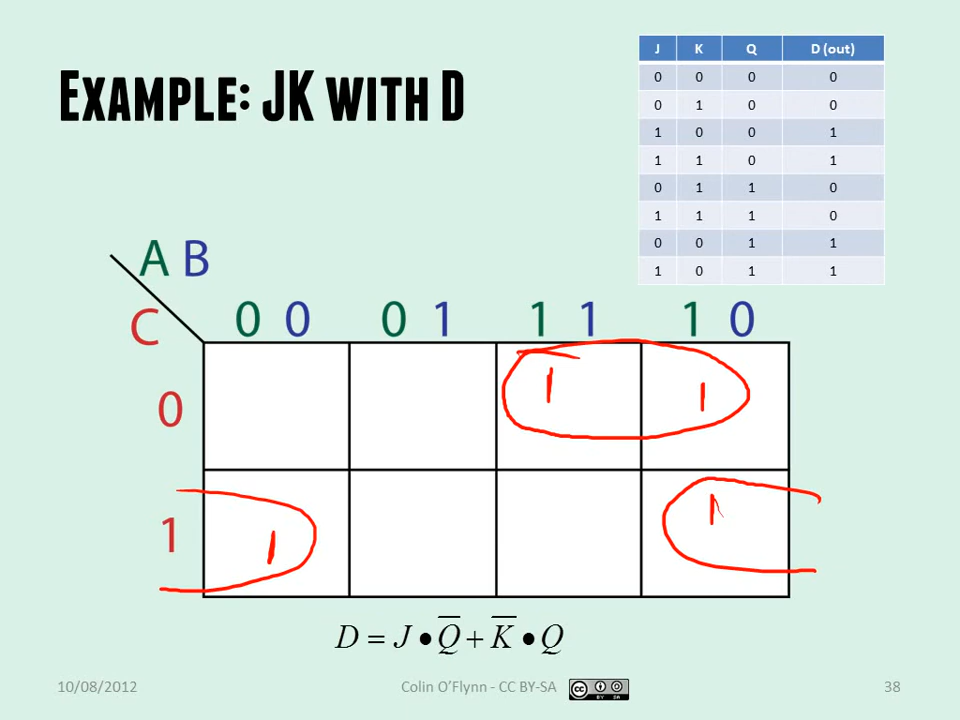 EXAMPLE: JK WITH D
J K Q D (out)
0 0 0 0
0 1 0 0
1 0 0 1
1 1 0 1
0 1 1 0
1 1 1 0
0 0 1 1
1 0 1 1
A B
C
0 0 0 1 1 1 1 0
0 1 1
1 1 1
D = J • Q̅ + K̅ • Q
10/08/2012 Colin O'Flynn - CC BY-SA cc BY SA 38